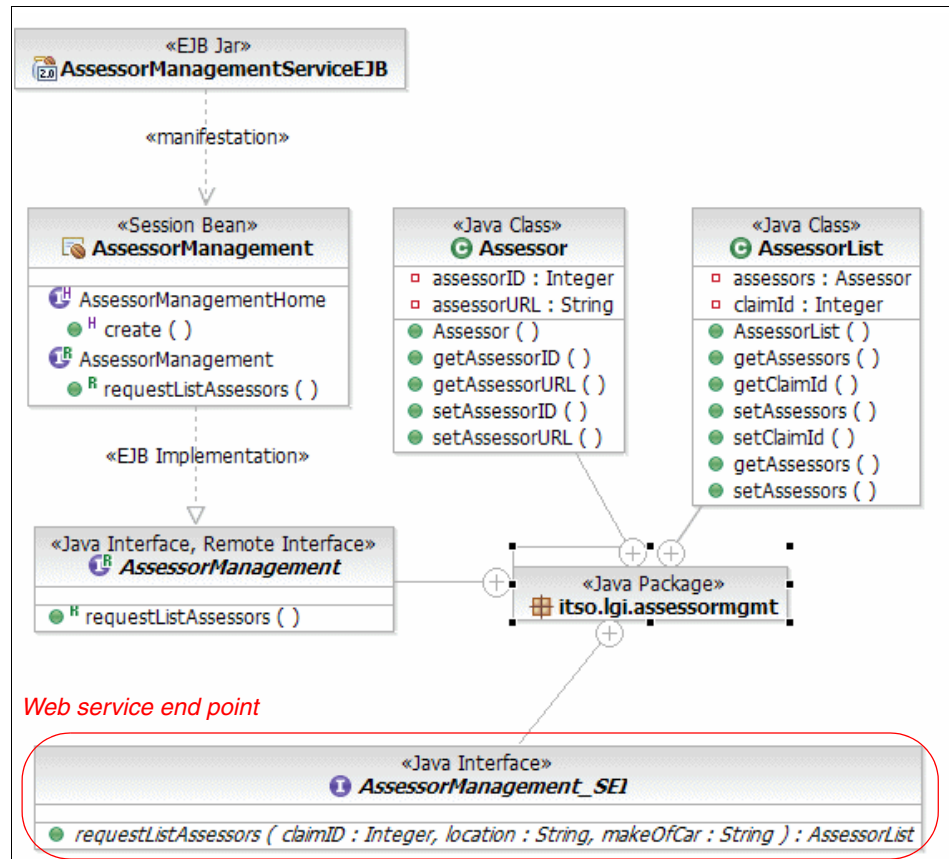 «EJB Jar»
2.0 AssessorManagementServiceEJB
«manifestation»
«Session Bean»
AssessorManagement
I H AssessorManagementHome
H create ( )
I R AssessorManagement
R requestListAssessors ( )
«Java Class»
C Assessor
assessorID : Integer
assessorURL : String
Assessor ( )
getAssessorID ( )
getAssessorURL ( )
setAssessorID ( )
setAssessorURL ( )
«Java Class»
C AssessorList
assessors : Assessor
claimId : Integer
AssessorList ( )
getAssessors ( )
getClaimId ( )
setAssessors ( )
setClaimId ( )
getAssessors ( )
setAssessors ( )
«EJB Implementation»
«Java Interface, Remote Interface»
I R AssessorManagement
R requestListAssessors ( )
«Java Package»
itso.lgi.assessormgmt
Web service end point
«Java Interface»
I AssessorManagement_SEI
requestListAssessors ( claimID : Integer, location : String, makeOfCar : String ) : AssessorList